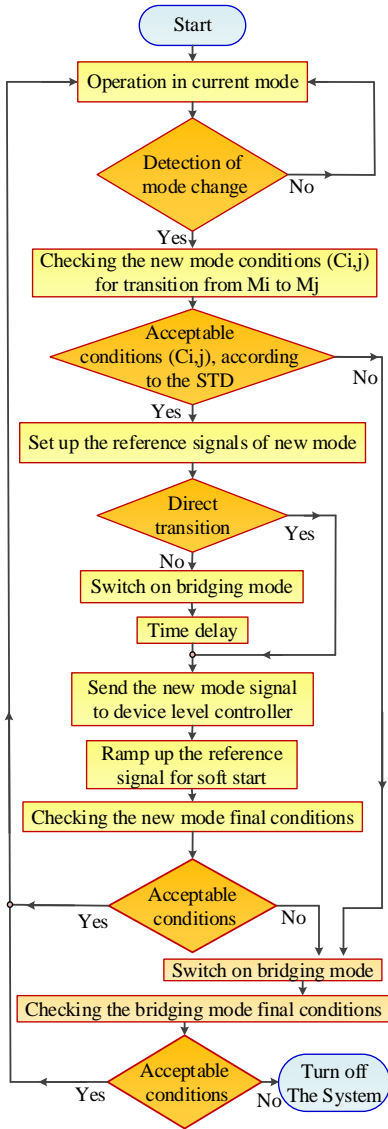 Start
Operation in current mode
Detection of
mode change
No
Yes
Checking the new mode conditions (Ci,j)
for transition from Mi to Mj
Acceptable
conditions (Ci,j), according
to the STD
No
Yes
Set up the reference signals of new mode
Direct
transition
Yes
No
Switch on bridging mode
Time delay
Send the new mode signal
to device level controller
Ramp up the reference
signal for soft start
Checking the new mode final conditions
Acceptable
conditions
Yes
No
Switch on bridging mode
Checking the bridging mode final conditions
Acceptable
conditions
Yes
No
Turn off
The System